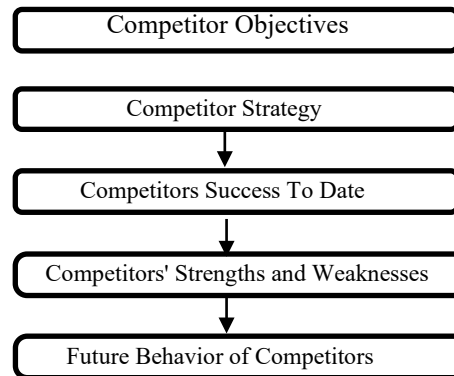 Competitor Objectives
Competitor Strategy
Competitors Success To Date
Competitors' Strengths and Weaknesses
Future Behavior of Competitors